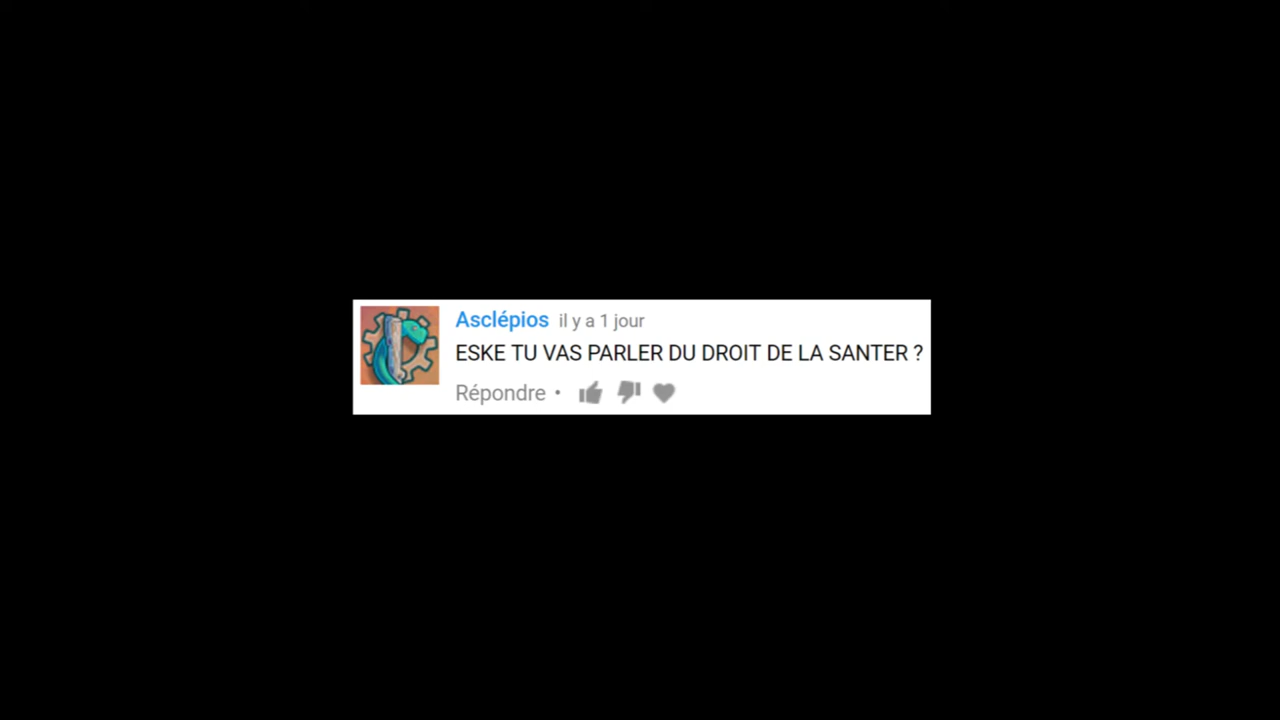 Asclépios il y a 1 jour
ESKE TU VAS PARLER DU DROIT DE LA SANTER ?
Répondre •